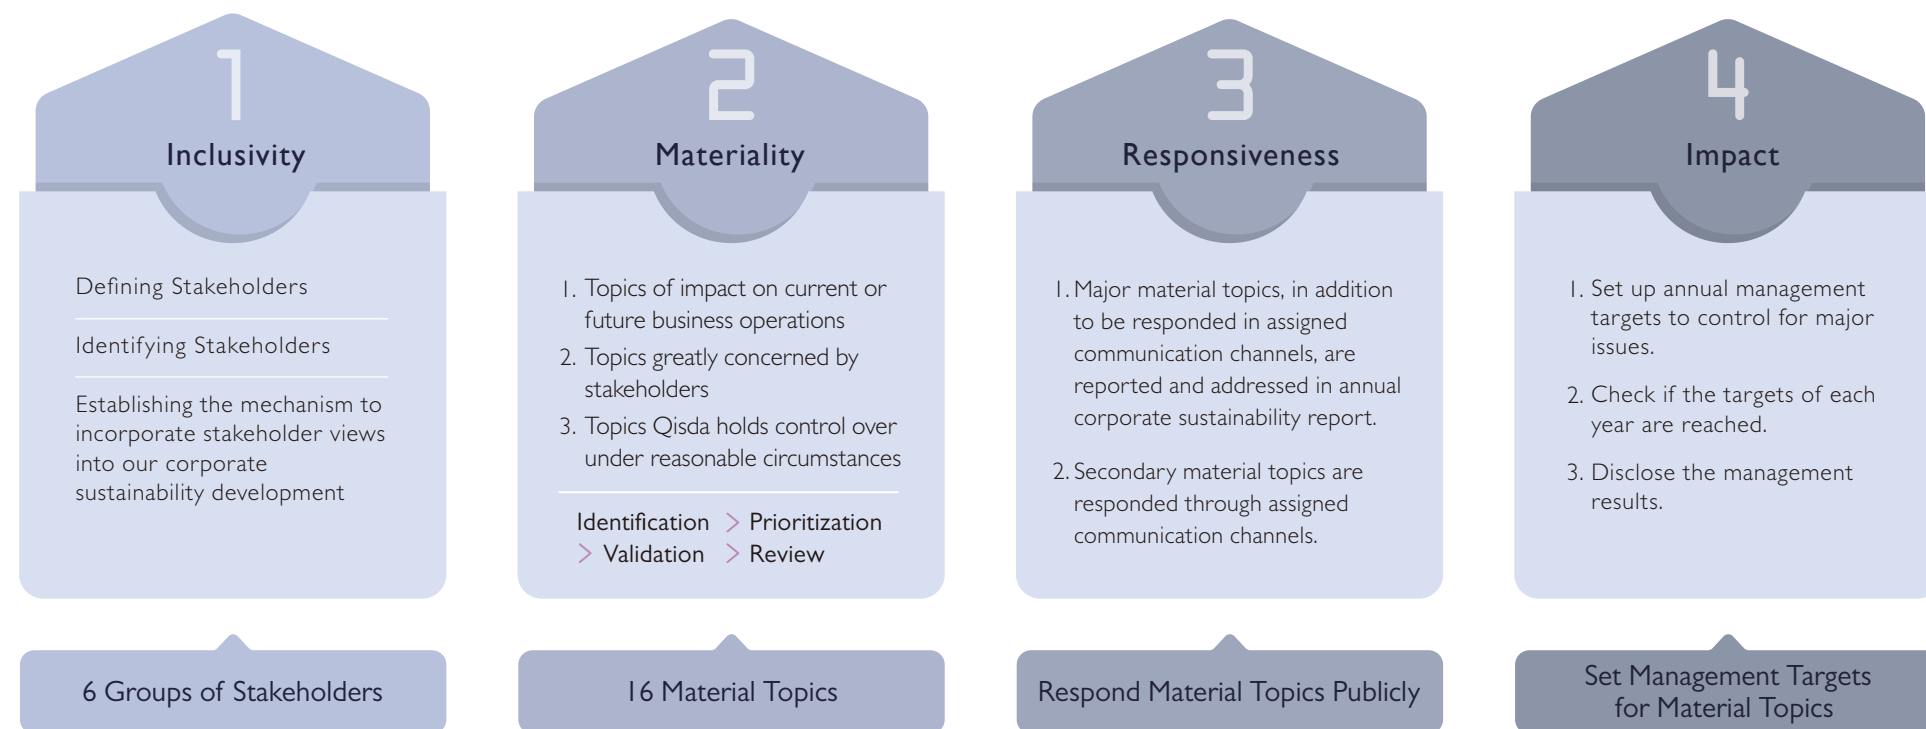 1
Inclusivity
Defining Stakeholders
Identifying Stakeholders
Establishing the mechanism to
incorporate stakeholder views
into our corporate
sustainability development
6 Groups of Stakeholders
2
Materiality
1. Topics of impact on current or
future business operations
2. Topics greatly concerned by
stakeholders
3. Topics Qisda holds control over
under reasonable circumstances
Identification > Prioritization
> Validation > Review
16 Material Topics
3
Responsiveness
1. Major material topics, in addition
to be responded in assigned
communication channels, are
reported and addressed in annual
corporate sustainability report.
2. Secondary material topics are
responded through assigned
communication channels.
Respond Material Topics Publicly
4
Impact
1. Set up annual management
targets to control for major
issues.
2. Check if the targets of each
year are reached.
3. Disclose the management
results.
Set Management Targets
for Material Topics